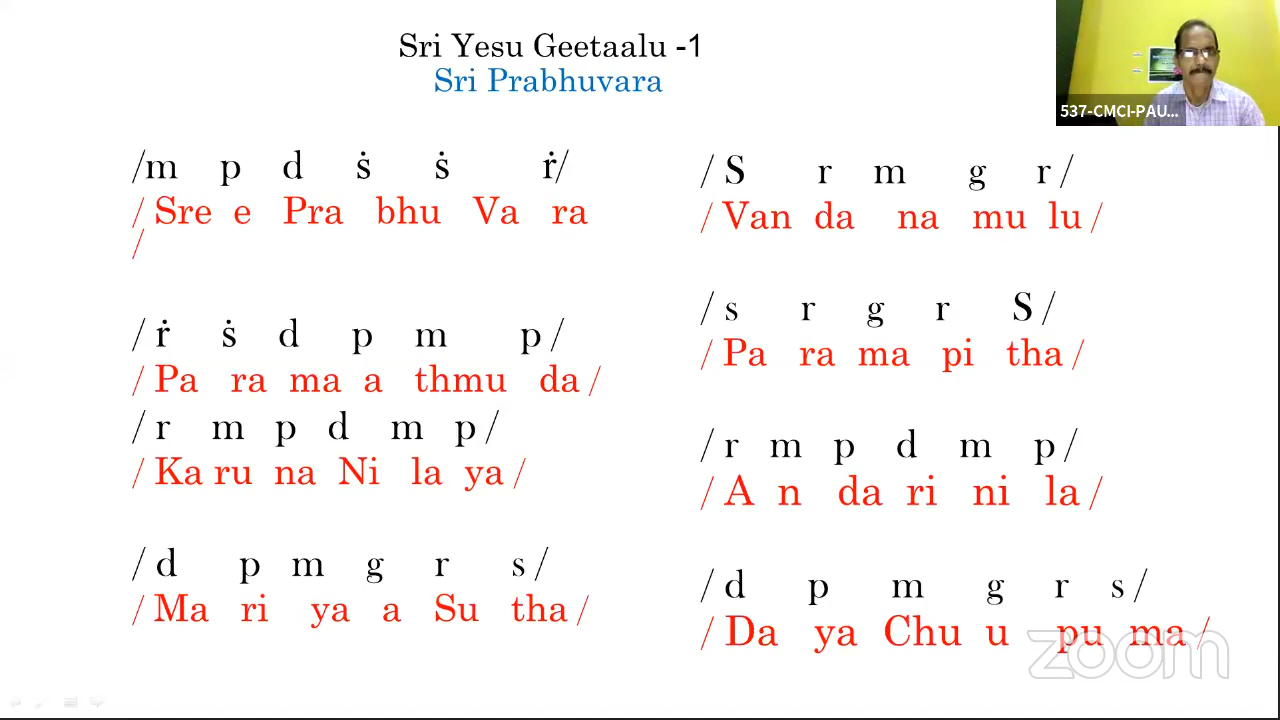 Sri Yesu Geetaalu -1
Sri Prabhuvara
537-CMCI-PAU...
/m p d ṡ ṡ ṙ/
/ Sre e Pra bhu Va ra
/
/ ṙ ṡ d p m p /
/ Pa ra ma a thmu da /
/ r m p d m p /
/ Ka ru na Ni la ya /
/ d p m g r s /
/ Ma ri ya a Su tha /
/ S r m g r /
/ Van da na mu lu /
/ s r g r S /
/ Pa ra ma pi tha /
/ r m p d m p /
/ A n da ri ni la /
/ d p m g r s /
/ Da ya Chu u pu ma /
zoom